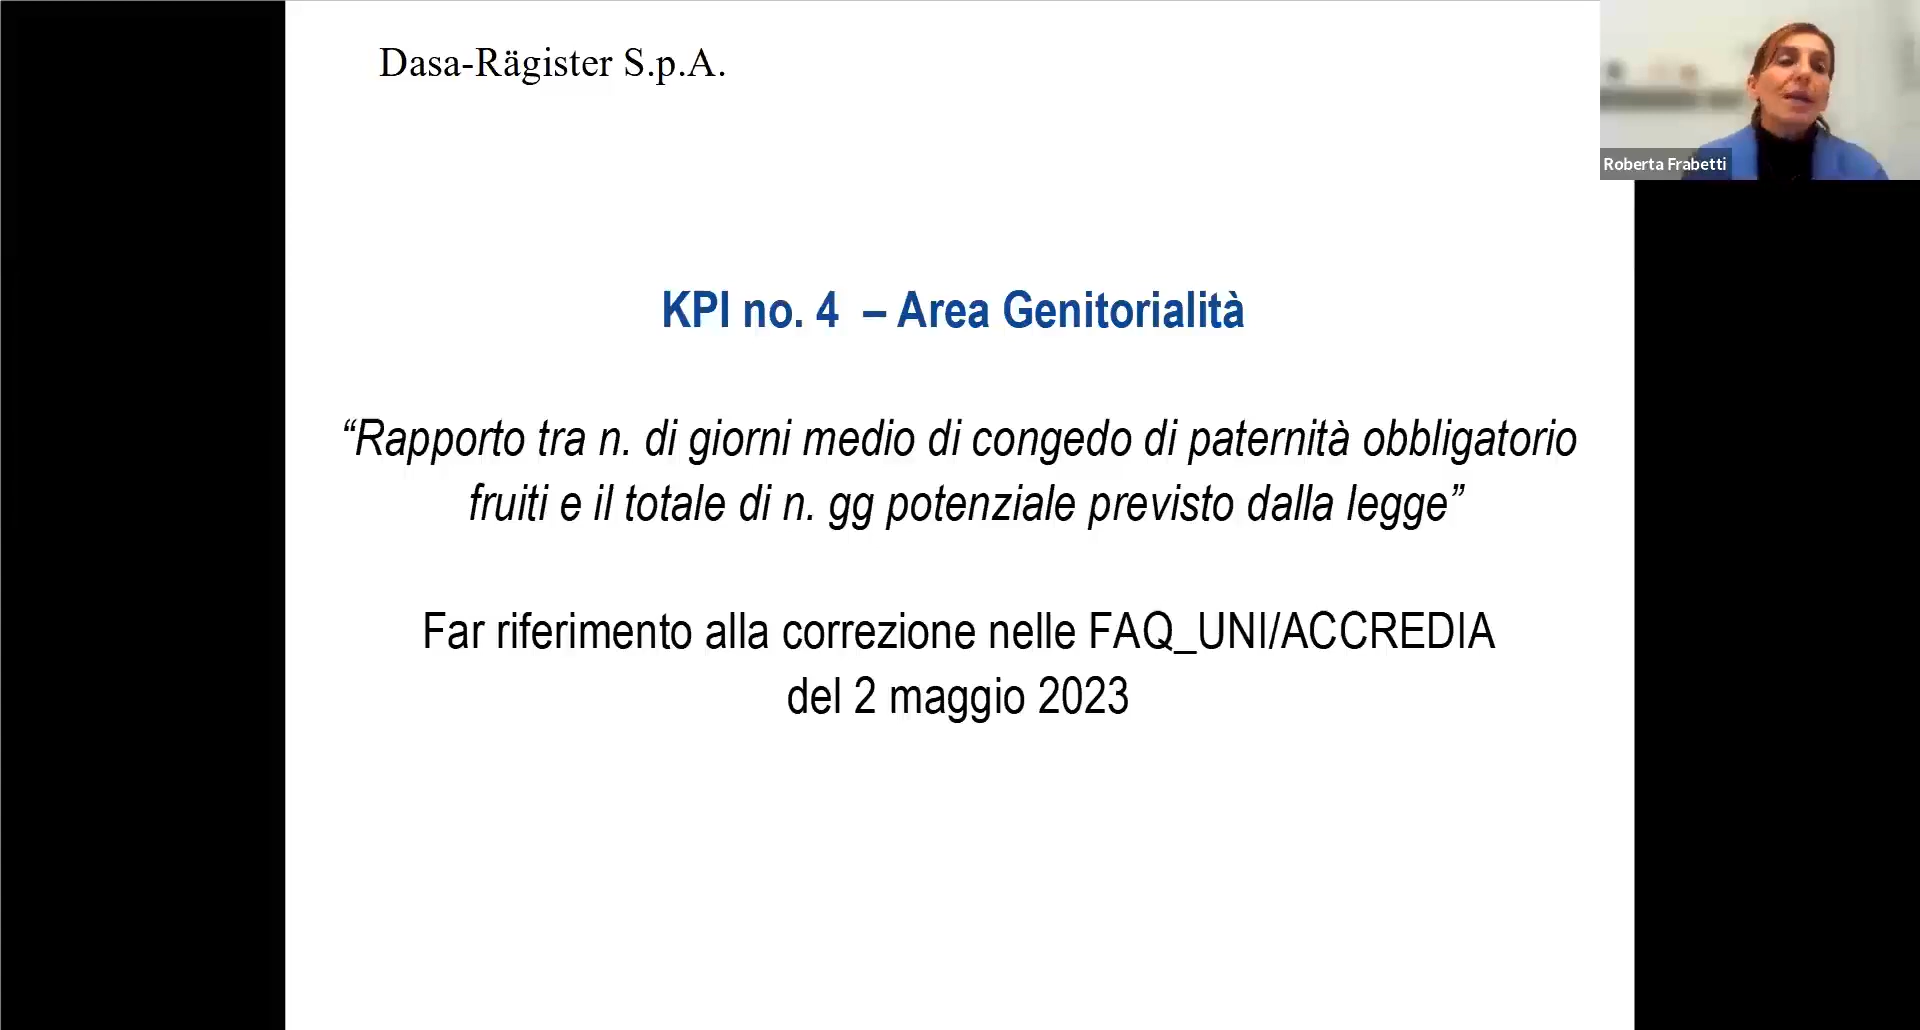 Dasa-Rägister S.p.A.
Roberta Frabetti
KPI no. 4 – Area Genitorialità
“Rapporto tra n. di giorni medio di congedo di paternità obbligatorio
fruiti e il totale di n. gg potenziale previsto dalla legge”
Far riferimento alla correzione nelle FAQ_UNI/ACCREDIA
del 2 maggio 2023